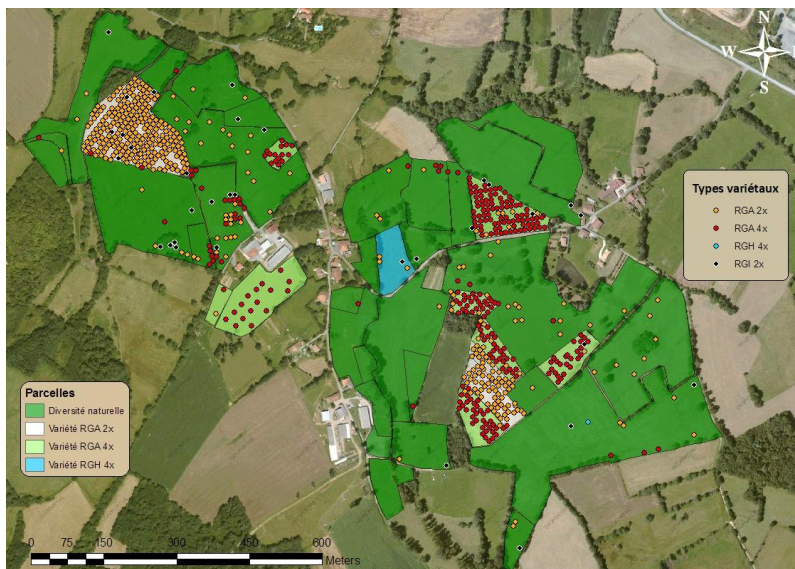 N
W
S
Types variétaux
RGA 2x
RGA 4x
RGH 4x
RGI 2x
Parcelles
Diversité naturelle
Variété RGA 2x
Variété RGA 4x
Variété RGH 4x
0 75 150 300 450 600
Meters